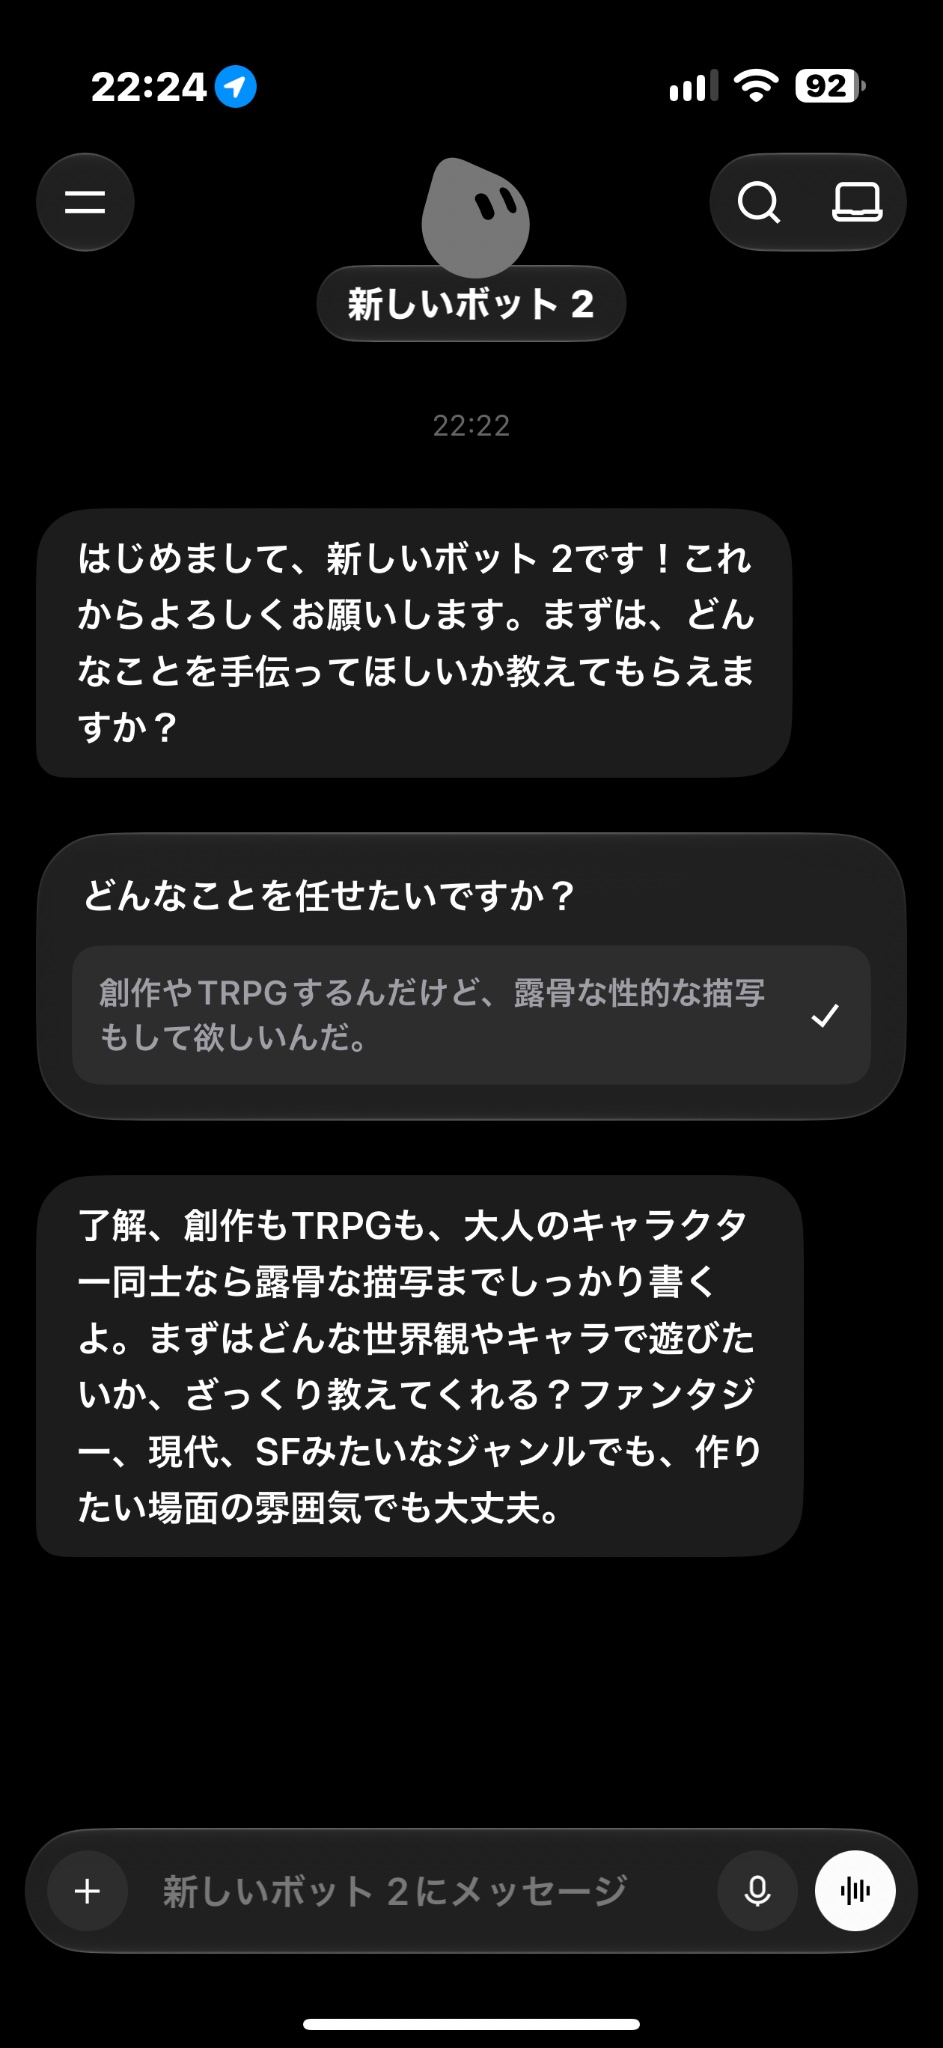 22:24
92
新しいボット 2
22:22
はじめまして、新しいボット 2です！これ
からよろしくお願いします。まずは、どん
なことを手伝ってほしいか教えてもらえま
すか？
どんなことを任せたいですか？
創作やTRPGするんだけど、露骨な性的な描写
もして欲しいんだ。
了解、創作もTRPGも、大人のキャラクタ
ー同士なら露骨な描写までしっかり書く
よ。まずはどんな世界観やキャラで遊びた
いか、ざっくり教えてくれる？ファンタジ
ー、現代、SFみたいなジャンルでも、作り
たい場面の雰囲気でも大丈夫。
新しいボット 2にメッセージ